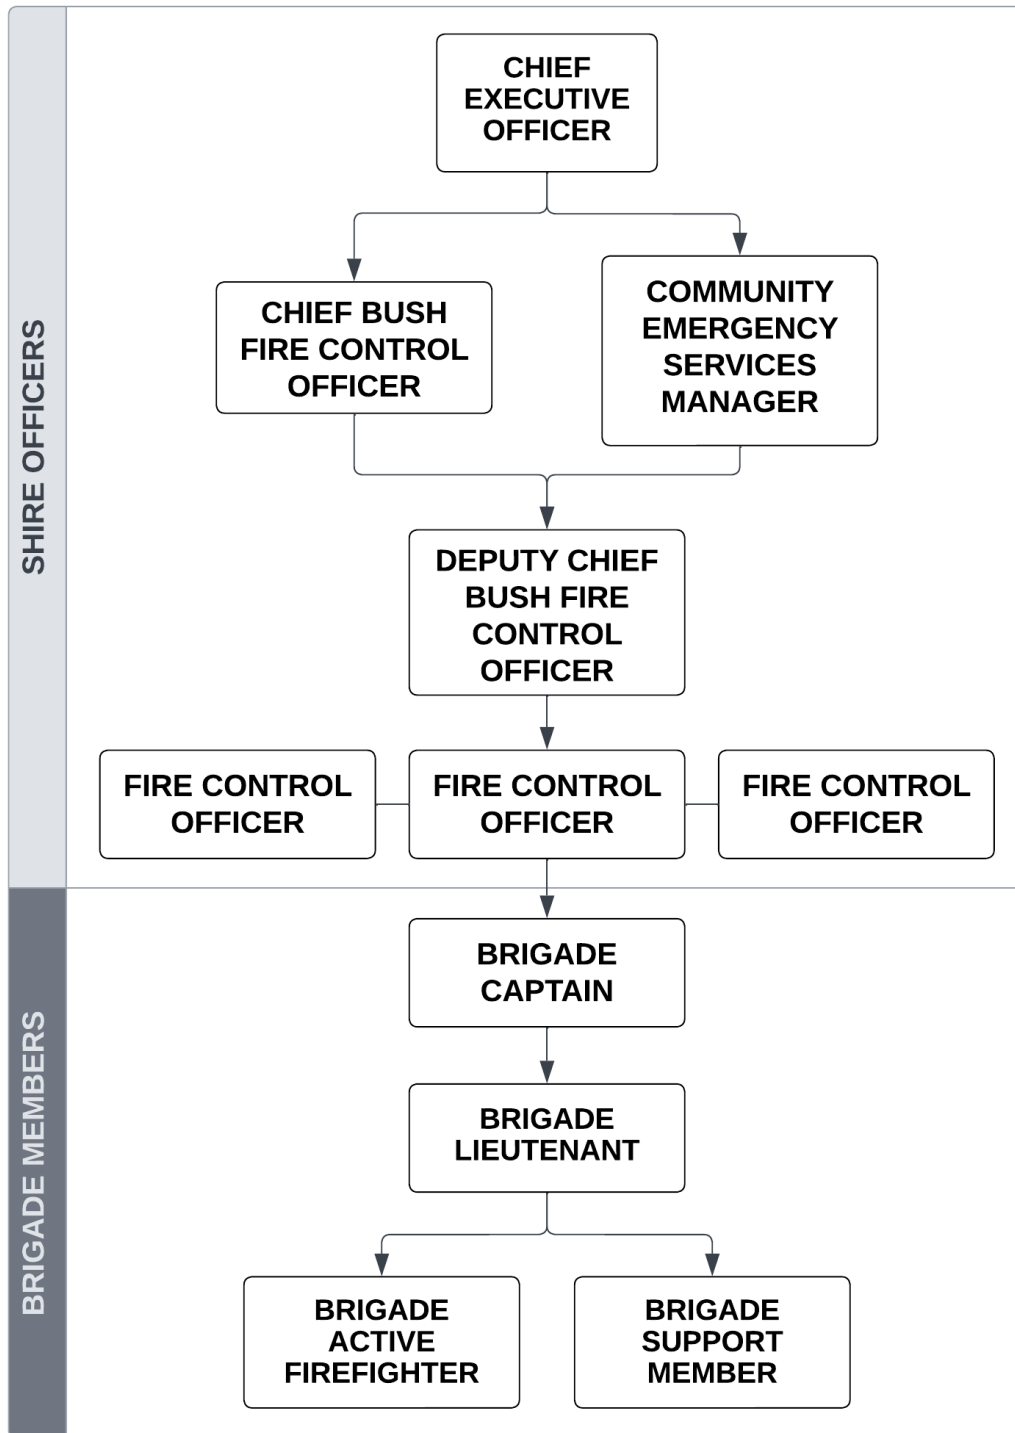 SHIRE OFFICERS
CHIEF
EXECUTIVE
OFFICER
CHIEF BUSH
FIRE CONTROL
OFFICER
COMMUNITY
EMERGENCY
SERVICES
MANAGER
DEPUTY CHIEF
BUSH FIRE
CONTROL
OFFICER
FIRE CONTROL
OFFICER
FIRE CONTROL
OFFICER
FIRE CONTROL
OFFICER
BRIGADE MEMBERS
BRIGADE
CAPTAIN
BRIGADE
LIEUTENANT
BRIGADE
ACTIVE
FIREFIGHTER
BRIGADE
SUPPORT
MEMBER